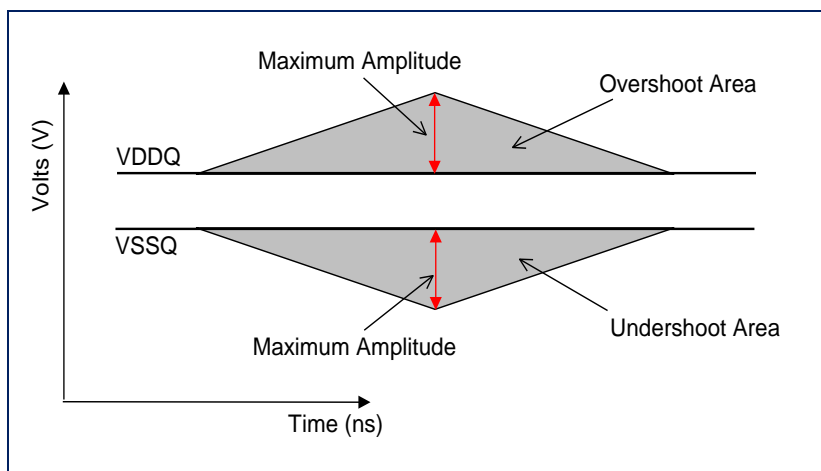 Maximum Amplitude
Overshoot Area
Volts (V)
VDDQ
VSSQ
Maximum Amplitude
Undershoot Area
Time (ns)